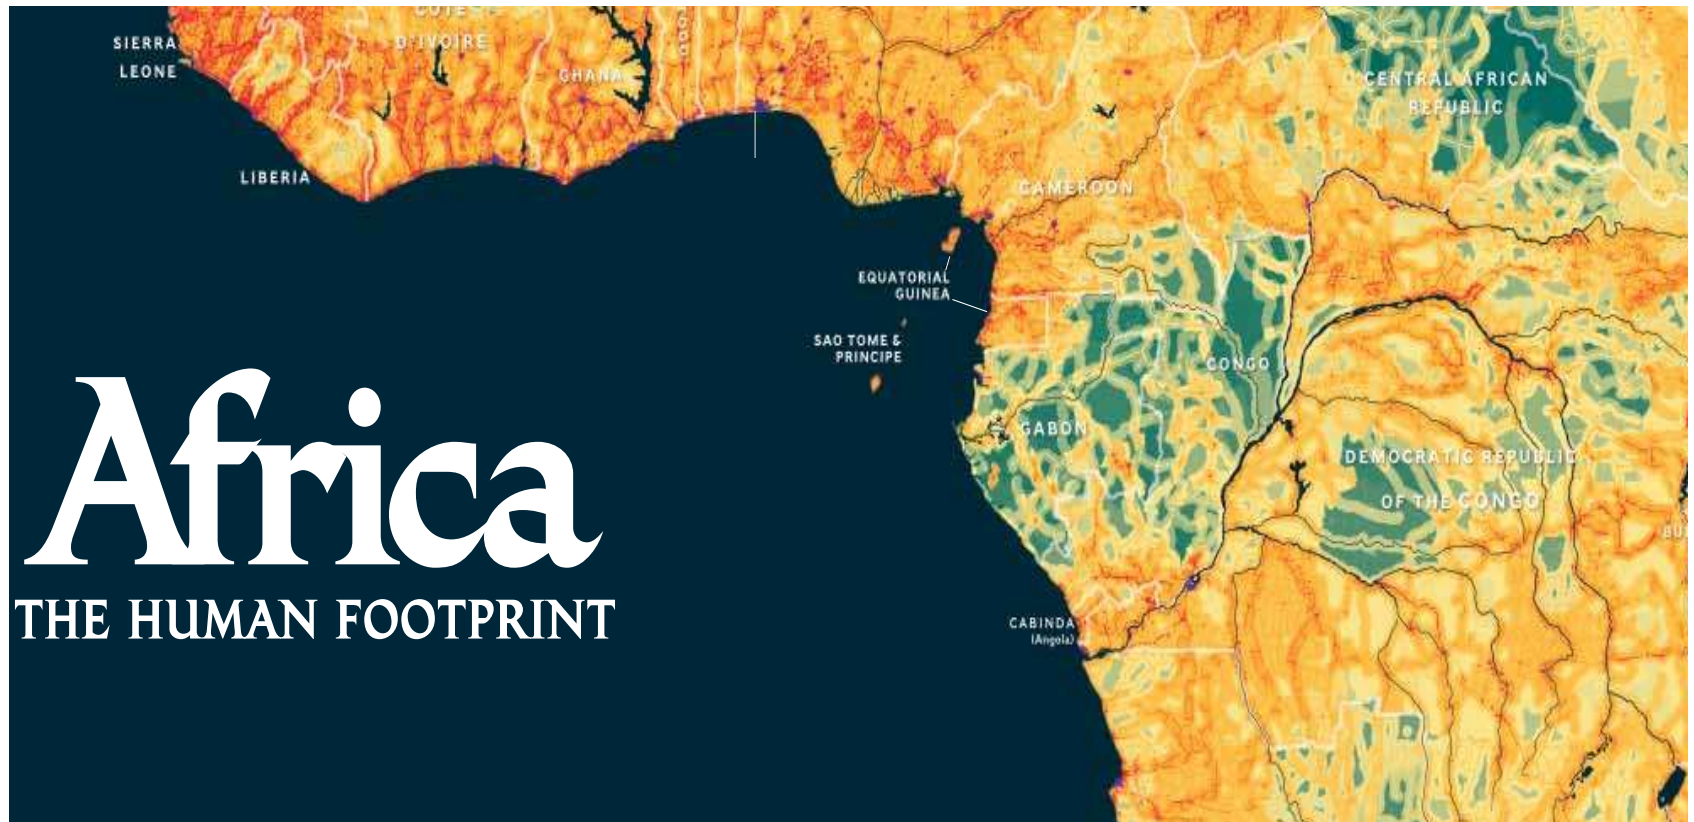 CÔTE
D'IVOIRE
SIERRA
LEONE
GHANA
TOGO
LIBERIA
CENTRAL AFRICAN
REPUBLIC
CAMEROON
EQUATORIAL
GUINEA
SAO TOME &
PRINCIPE
CONGO
GABON
DEMOCRATIC REPUBLIC
OF THE CONGO
Africa
THE HUMAN FOOTPRINT
CABINDA
(Angola)